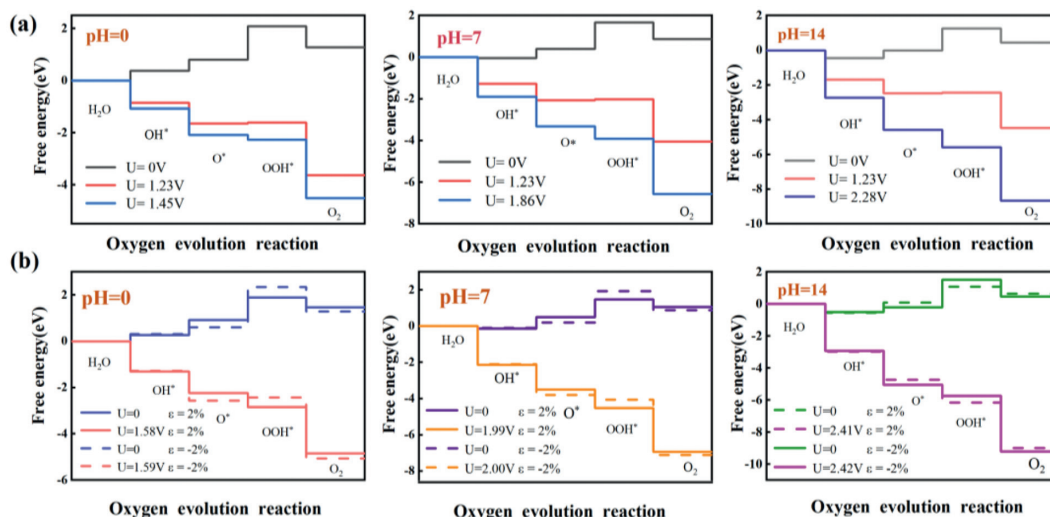 (a)
Free energy(eV)
2
0
-2
-4
pH=0
H₂O
OH*
O*
OOH*
O₂
U= 0V
U= 1.23V
U= 1.45V
Oxygen evolution reaction
Free energy(eV)
2
0
-2
-4
-6
-8
pH=7
H₂O
OH*
O*
OOH*
O₂
U= 0V
U= 1.23V
U= 1.86V
Oxygen evolution reaction
Free energy(eV)
2
0
-2
-4
-6
-8
-10
pH=14
H₂O
OH*
O*
OOH*
O₂
U= 0V
U= 1.23V
U= 2.28V
Oxygen evolution reaction
(b)
Free energy(eV)
2
0
-2
-4
-6
pH=0
H₂O
OH*
O*
OOH*
O₂
U=0 ε = 2%
U=1.58V ε = 2%
U=0 ε = -2%
U=1.59V ε = -2%
Oxygen evolution reaction
Free energy(eV)
2
0
-2
-4
-6
-8
pH=7
H₂O
OH*
O*
OOH*
O₂
U=0 ε = 2%
U=1.99V ε = 2%
U=0 ε = -2%
U=2.00V ε = -2%
Oxygen evolution reaction
Free energy(eV)
2
0
-2
-4
-6
-8
-10
pH=14
H₂O
OH*
O*
OOH*
O₂
U=0 ε = 2%
U=2.41V ε = 2%
U=0 ε = -2%
U=2.42V ε = -2%
Oxygen evolution reaction